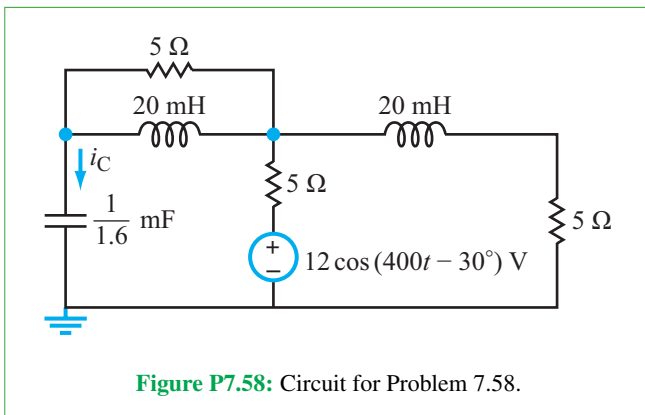 5 Ω
20 mH
20 mH
iC
5 Ω
1
1.6
mF
5 Ω
+
−
12 cos (400t − 30°) V
Figure P7.58: Circuit for Problem 7.58.